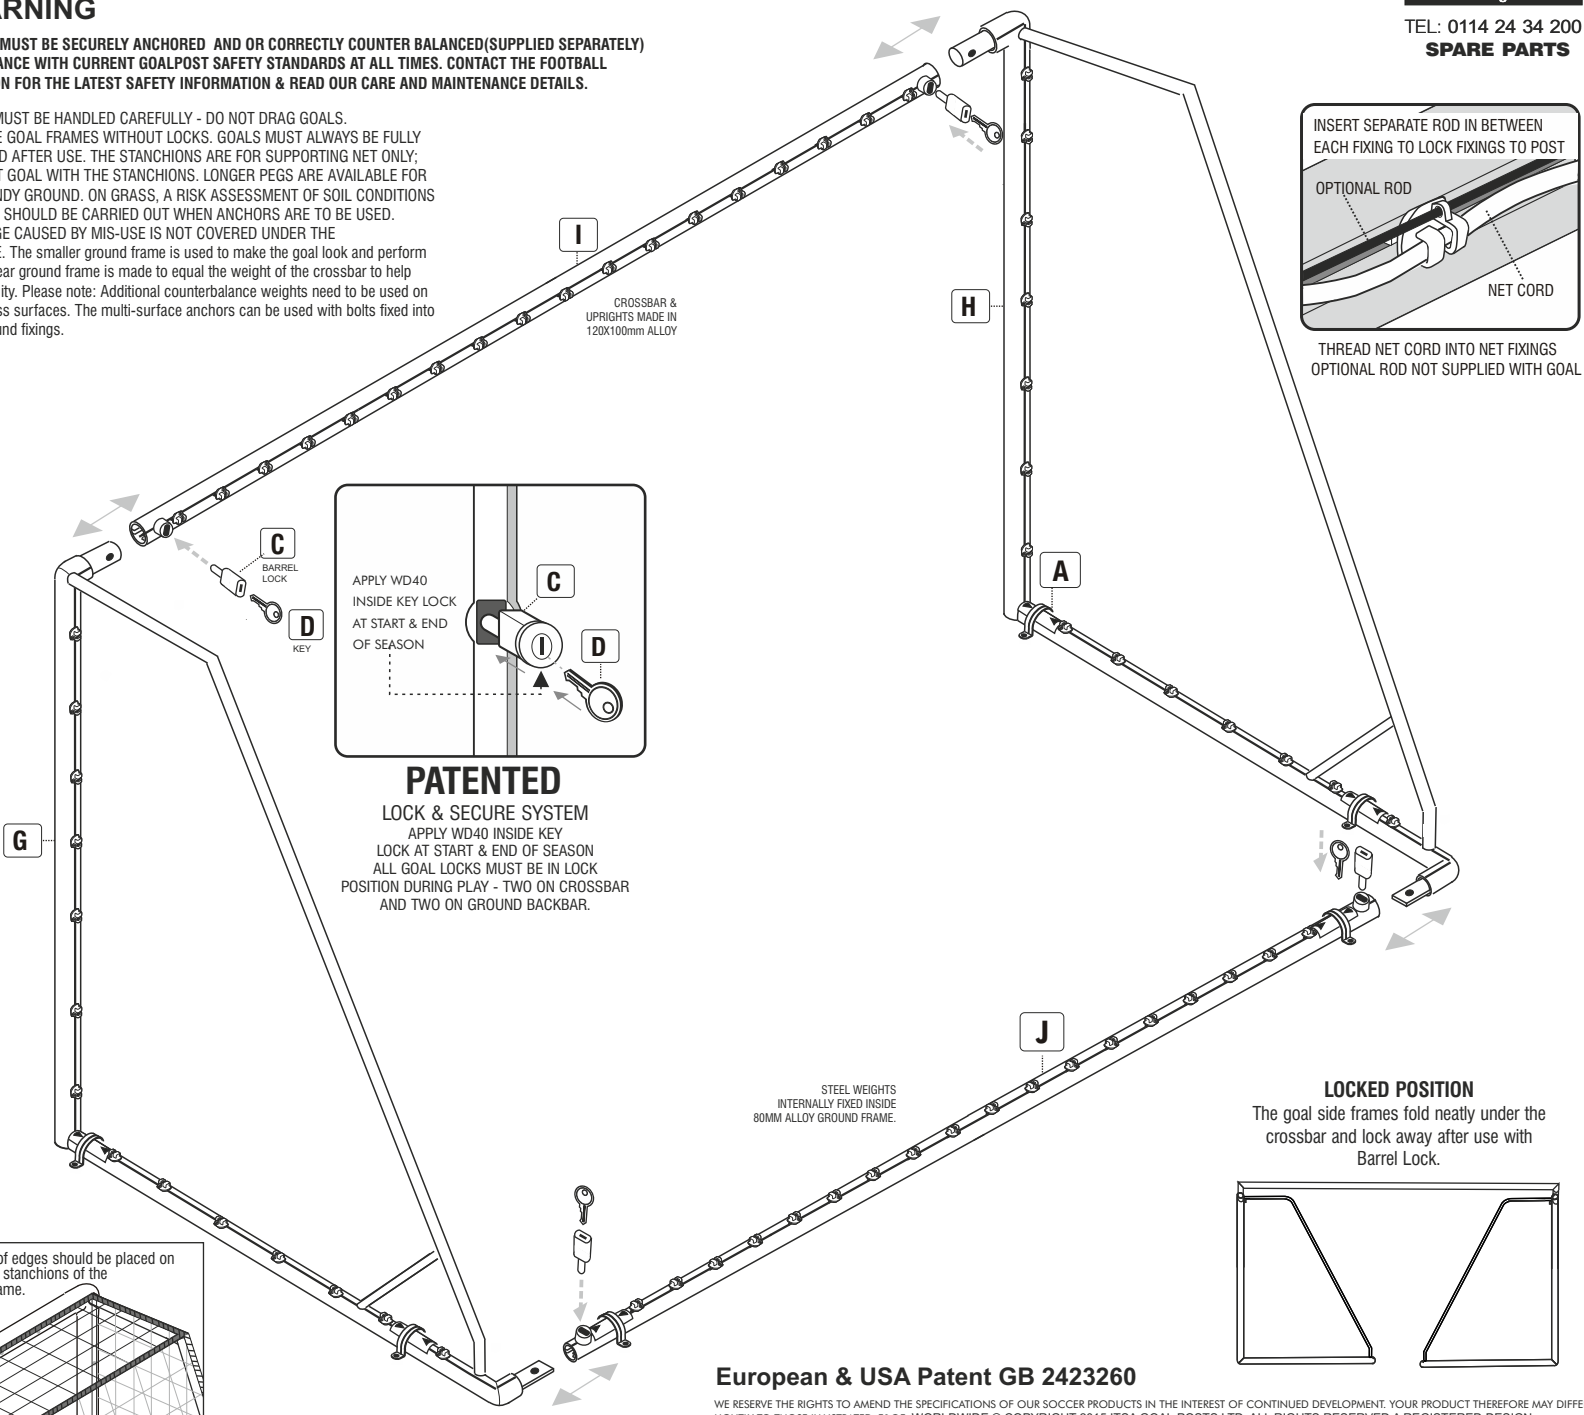 ARNING
MUST BE SECURELY ANCHORED AND OR CORRECTLY COUNTER BALANCED(SUPPLIED SEPARATELY)
ANCE WITH CURRENT GOALPOST SAFETY STANDARDS AT ALL TIMES. CONTACT THE FOOTBALL
ON FOR THE LATEST SAFETY INFORMATION & READ OUR CARE AND MAINTENANCE DETAILS.
MUST BE HANDLED CAREFULLY - DO NOT DRAG GOALS.
E GOAL FRAMES WITHOUT LOCKS. GOALS MUST ALWAYS BE FULLY
D AFTER USE. THE STANCHIONS ARE FOR SUPPORTING NET ONLY;
T GOAL WITH THE STANCHIONS. LONGER PEGS ARE AVAILABLE FOR
NDY GROUND. ON GRASS, A RISK ASSESSMENT OF SOIL CONDITIONS
SHOULD BE CARRIED OUT WHEN ANCHORS ARE TO BE USED.
GE CAUSED BY MIS-USE IS NOT COVERED UNDER THE
E. The smaller ground frame is used to make the goal look and perform
ear ground frame is made to equal the weight of the crossbar to help
ity. Please note: Additional counterbalance weights need to be used on
ss surfaces. The multi-surface anchors can be used with bolts fixed into
und fixings.
TEL: 0114 24 34 200
SPARE PARTS
INSERT SEPARATE ROD IN BETWEEN
EACH FIXING TO LOCK FIXINGS TO POST
OPTIONAL ROD
NET CORD
THREAD NET CORD INTO NET FIXINGS
OPTIONAL ROD NOT SUPPLIED WITH GOAL
I
CROSSBAR &
UPRIGHTS MADE IN
120X100mm ALLOY
H
C
BARREL
LOCK
D
KEY
APPLY WD40
INSIDE KEY LOCK
AT START & END
OF SEASON
C
D
A
PATENTED
LOCK & SECURE SYSTEM
APPLY WD40 INSIDE KEY
LOCK AT START & END OF SEASON
ALL GOAL LOCKS MUST BE IN LOCK
POSITION DURING PLAY - TWO ON CROSSBAR
AND TWO ON GROUND BACKBAR.
G
J
STEEL WEIGHTS
INTERNALLY FIXED INSIDE
80MM ALLOY GROUND FRAME.
LOCKED POSITION
The goal side frames fold neatly under the
crossbar and lock away after use with
Barrel Lock.
of edges should be placed on
stanchions of the
ame.
European & USA Patent GB 2423260
WE RESERVE THE RIGHTS TO AMEND THE SPECIFICATIONS OF OUR SOCCER PRODUCTS IN THE INTEREST OF CONTINUED DEVELOPMENT. YOUR PRODUCT THEREFORE MAY DIFFE